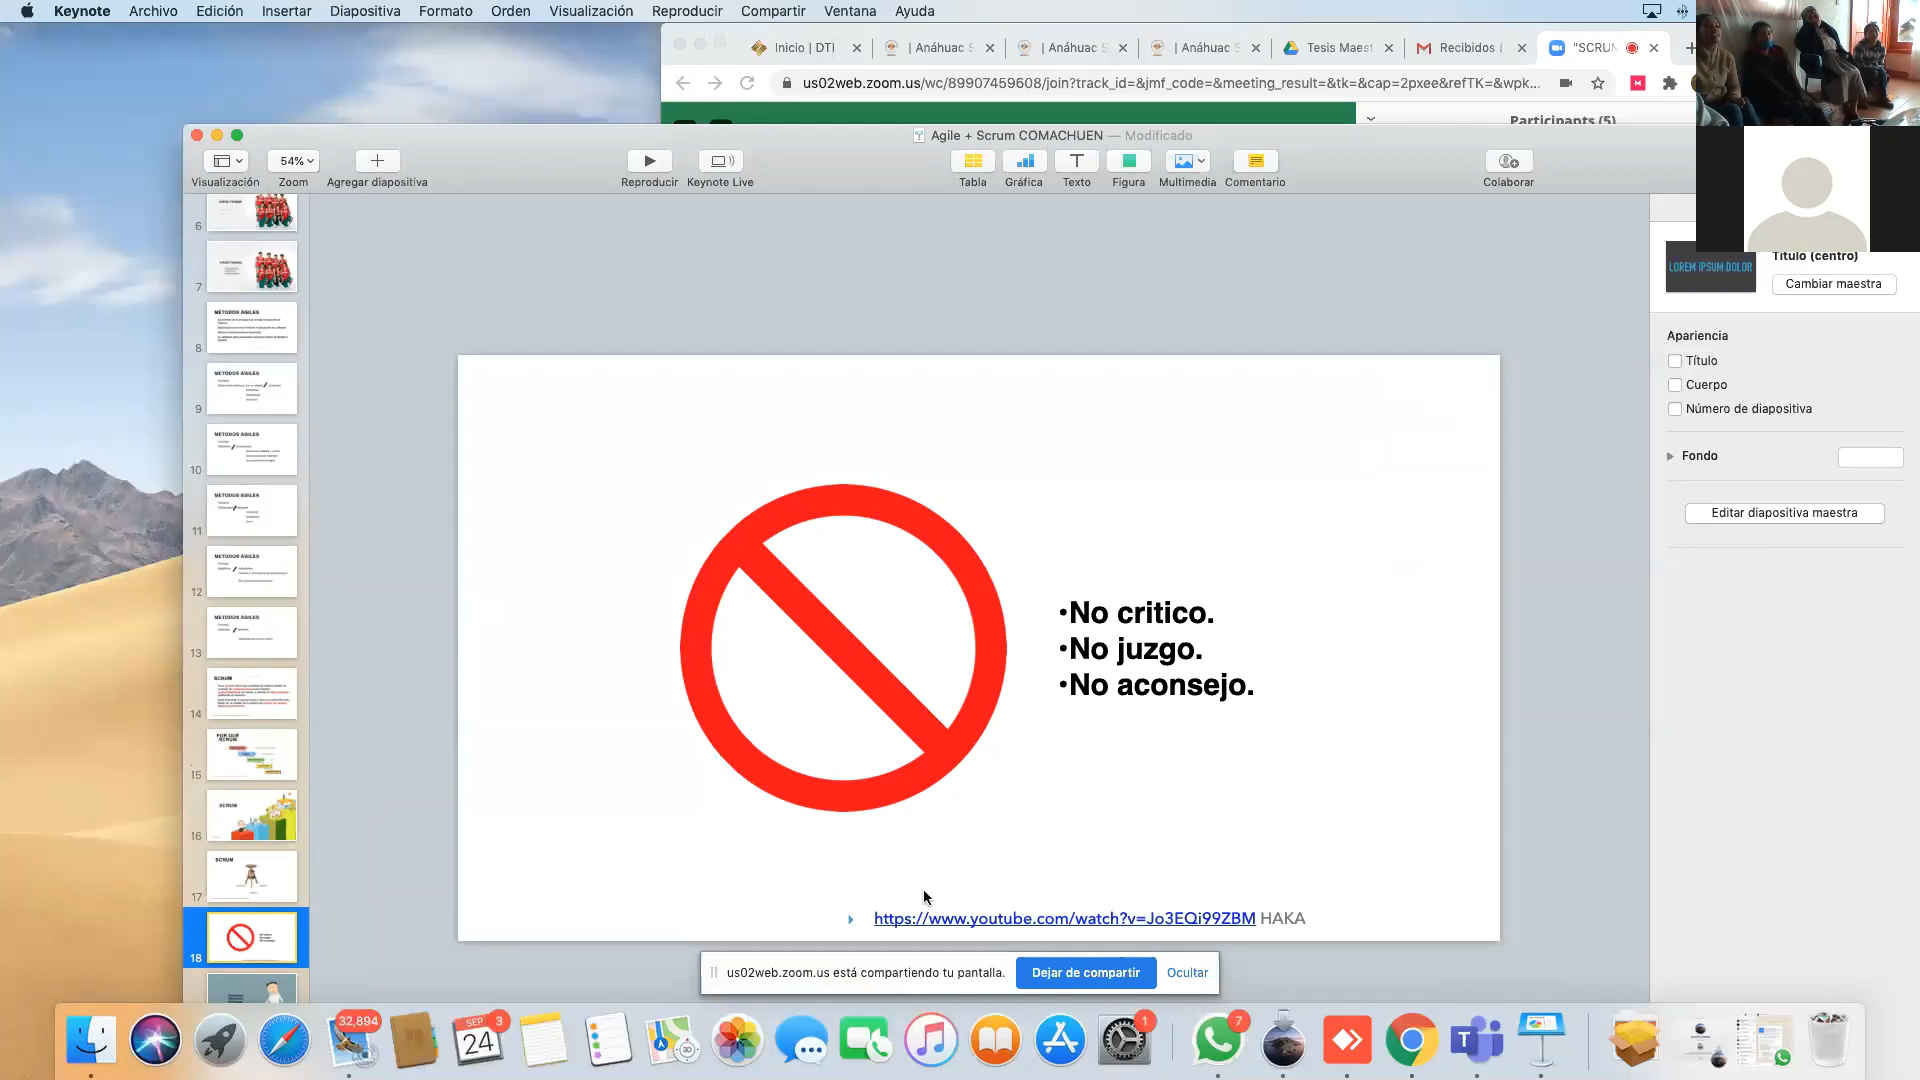 Keynote Archivo Edición Insertar Diapositiva Formato Orden Visualización Reproducir Compartir Ventana Ayuda
Inicio | DTI
| Anáhuac
| Anáhuac
| Anáhuac
Tesis Maest
Recibidos
"SCRUM
us02web.zoom.us/wc/89907459608/join?track_id=&jmf_code=&meeting_result=&tk=&cap=2pxee&refTK=&wpk...
Participants (5)
Agile + Scrum COMACHUEN — Modificado
54%
Visualización Zoom Agregar diapositiva
Reproducir Keynote Live
Tabla Gráfica Texto Figura Multimedia Comentario
Colaborar
6
7
MÉTODOS ÁGILES
8
MÉTODOS ÁGILES
9
MÉTODOS ÁGILES
10
MÉTODOS ÁGILES
11
MÉTODOS ÁGILES
12
MÉTODOS ÁGILES
13
SCRUM
14
POR QUÉ
SCRUM
15
SCRUM
16
SCRUM
17
18
•No critico.
•No juzgo.
•No aconsejo.
https://www.youtube.com/watch?v=Jo3EQi99ZBM HAKA
LOREM IPSUM DOLOR
Título (centro)
Cambiar maestra
Apariencia
Título
Cuerpo
Número de diapositiva
Fondo
Editar diapositiva maestra
us02web.zoom.us está compartiendo tu pantalla.
Dejar de compartir
Ocultar
32,894
SEP
24
3
1
7